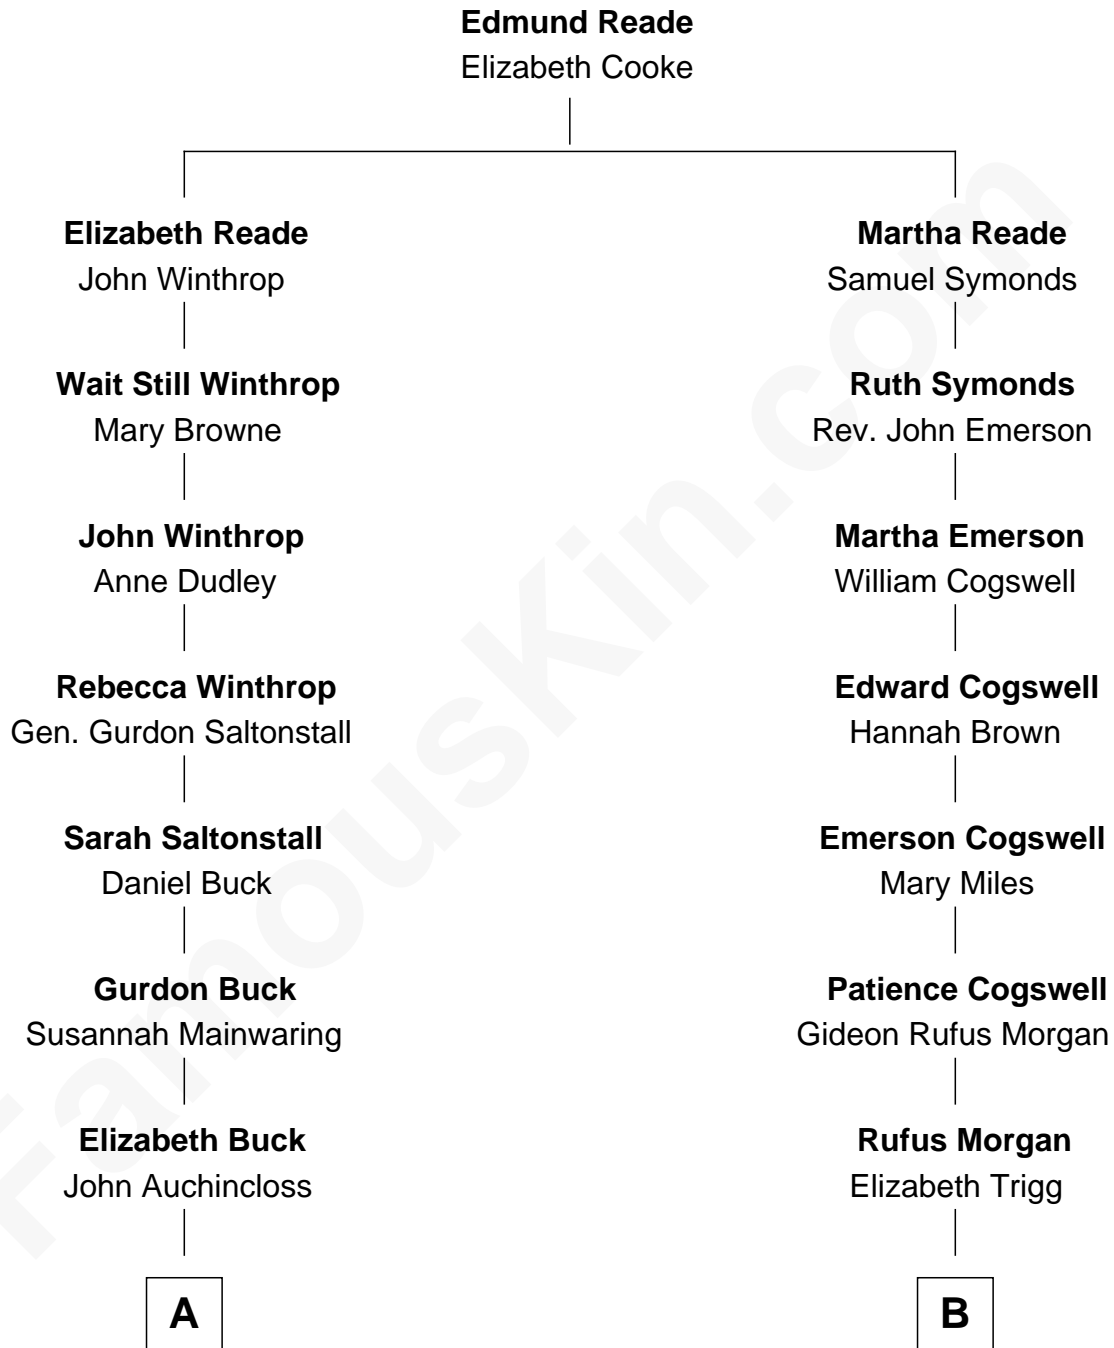 Edmund Reade
Elizabeth Cooke
Elizabeth Reade
John Winthrop
Martha Reade
Samuel Symonds
Wait Still Winthrop
Mary Browne
Ruth Symonds
Rev. John Emerson
John Winthrop
Anne Dudley
Martha Emerson
William Cogswell
Rebecca Winthrop
Gen. Gurdon Saltonstall
Edward Cogswell
Hannah Brown
Sarah Saltonstall
Daniel Buck
Emerson Cogswell
Mary Miles
Gurdon Buck
Susannah Mainwaring
Patience Cogswell
Gideon Rufus Morgan
Elizabeth Buck
John Auchincloss
Rufus Morgan
Elizabeth Trigg
A
B
FamousKin.com